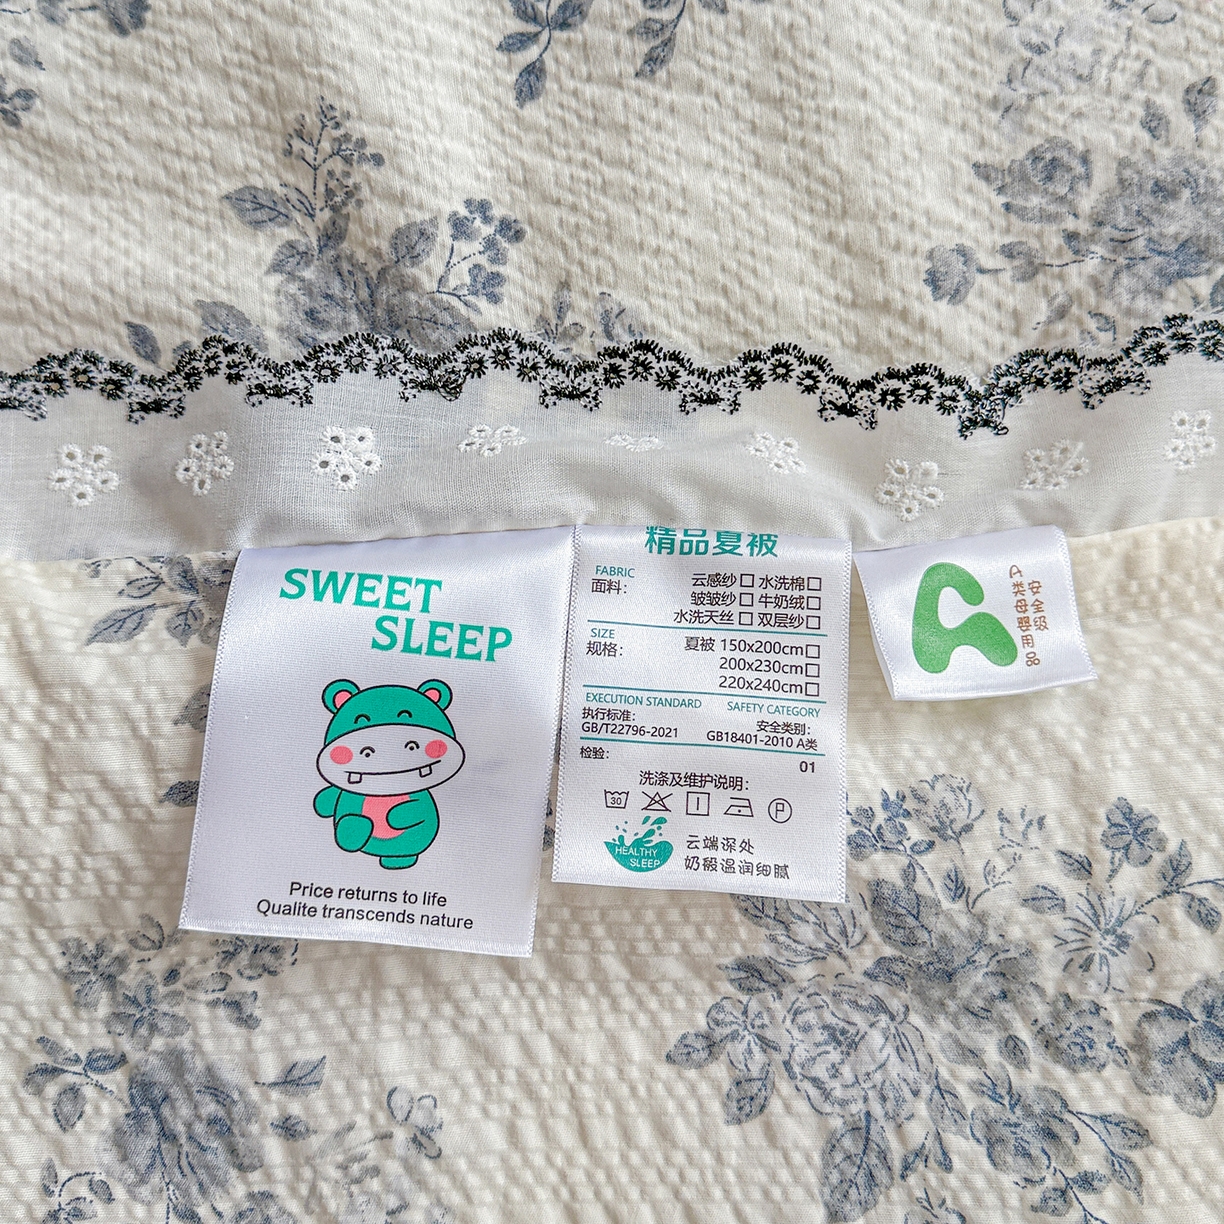 SWEET
SLEEP
Price returns to life
Qualite transcends nature
精品夏被
FABRIC
面料：
云感纱□ 水洗棉□
皱皱纱□ 牛奶绒□
水洗天丝□ 双层纱□
SIZE
规格：
夏被 150x200cm□
200x230cm□
220x240cm□
EXECUTION STANDARD
执行标准：
GB/T22796-2021
SAFETY CATEGORY
安全类别：
GB18401-2010 A类
检验：
01
洗涤及维护说明：
30
P
HEALTHY
SLEEP
云端深处
奶缎温润细腻
A类母婴用品
安全级